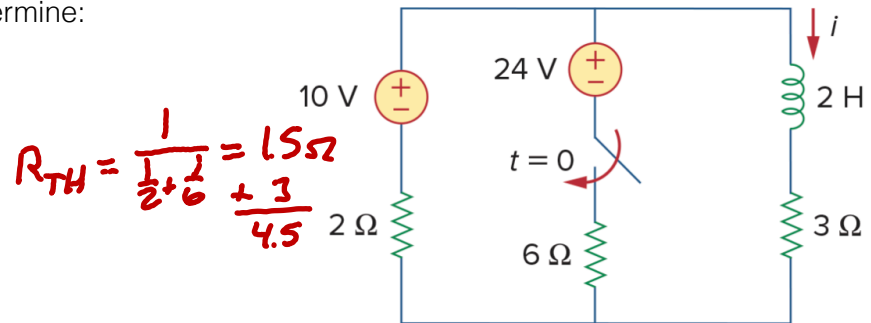 ermine:
i
24 V
10 V
2 H
R_TH = 1 / (1/2 + 1/6) = 1.5 Ω
t = 0
+ 3
4.5
2 Ω
3 Ω
6 Ω